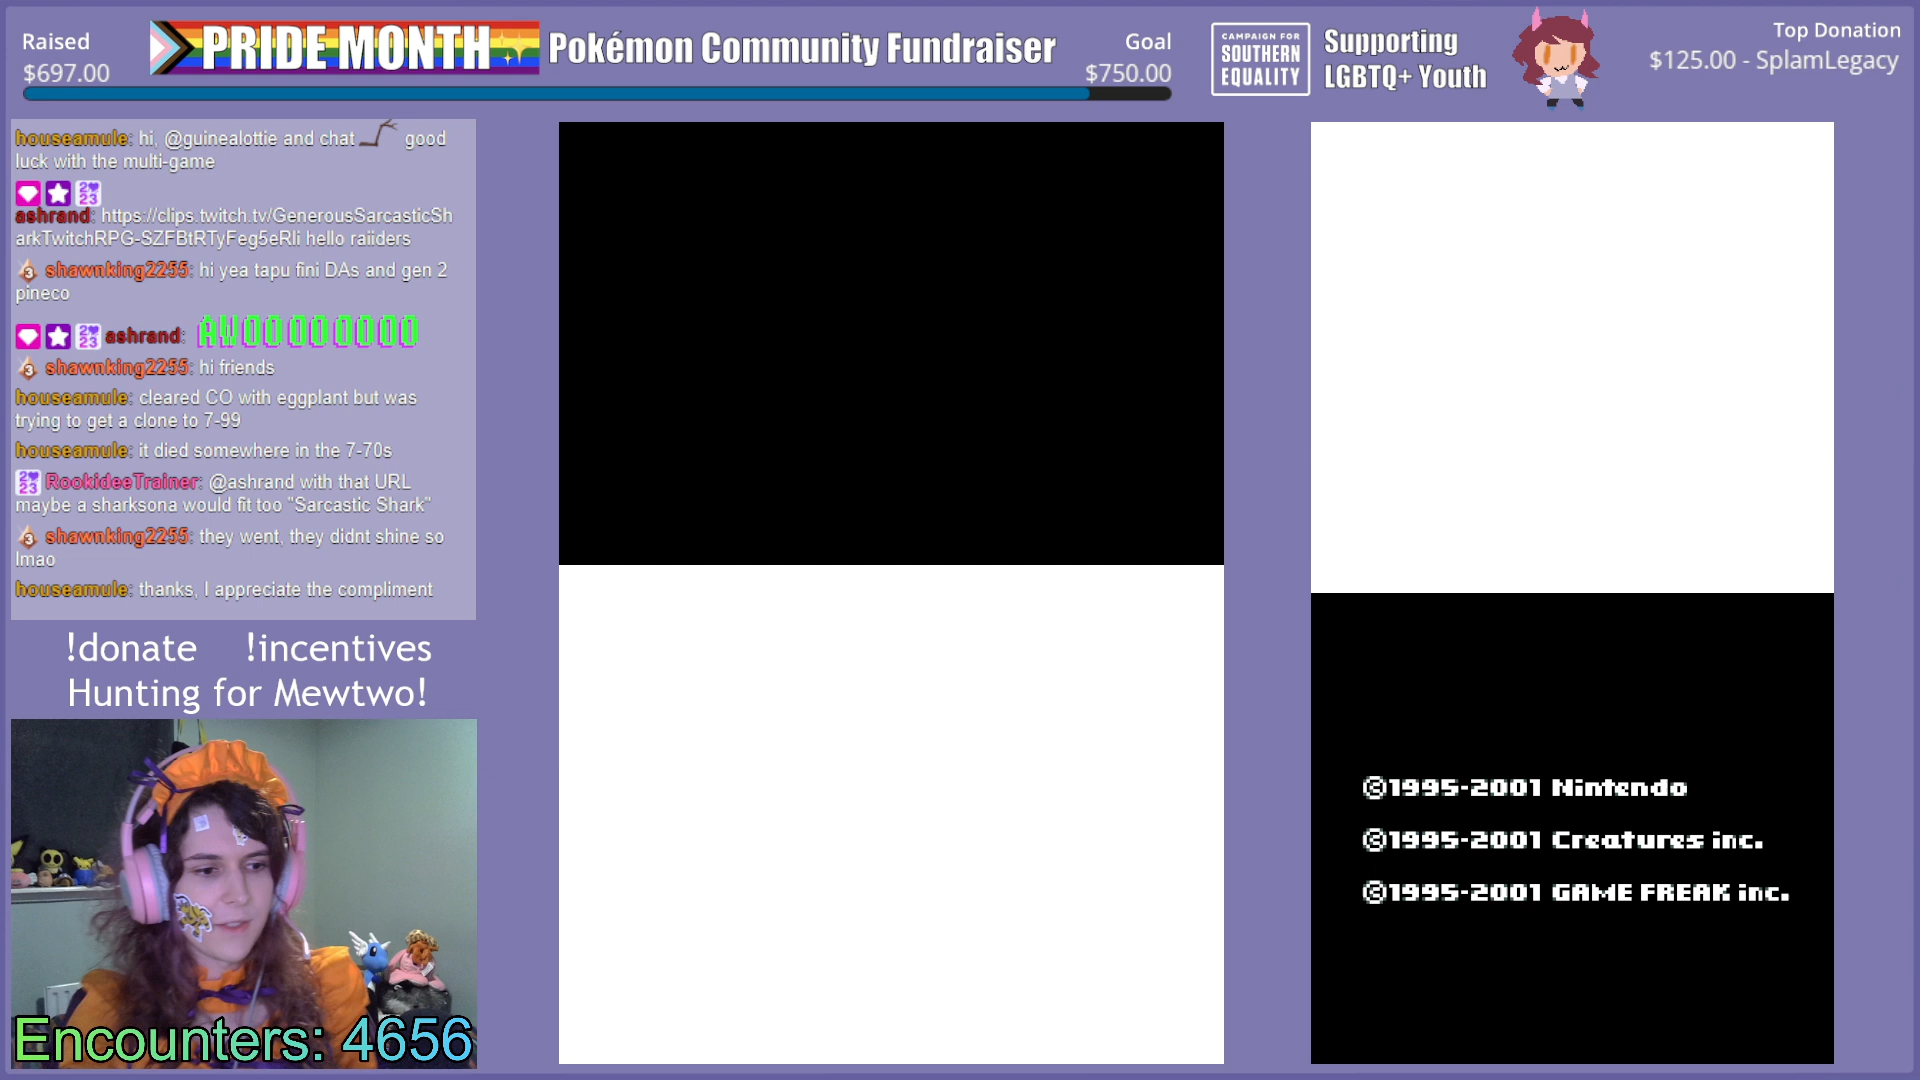 Raised
$697.00
PRIDE MONTH
Pokémon Community Fundraiser
Goal
$750.00
CAMPAIGN FOR
SOUTHERN
EQUALITY
Supporting
LGBTQ+ Youth
Top Donation
$125.00 - SplamLegacy
houseamule: hi, @guinealottie and chat good
luck with the multi-game
ashrand: https://clips.twitch.tv/GenerousSarcasticSh
arkTwitchRPG-SZFBtRTyFeg5eRli hello raiiders
shawnking2255: hi yea tapu fini DAs and gen 2
pineco
ashrand: AWOOOOOOOO
shawnking2255: hi friends
houseamule: cleared CO with eggplant but was
trying to get a clone to 7-99
houseamule: it died somewhere in the 7-70s
RookideeTrainer: @ashrand with that URL
maybe a sharksona would fit too "Sarcastic Shark"
shawnking2255: they went, they didnt shine so
lmao
houseamule: thanks, I appreciate the compliment
!donate !incentives
Hunting for Mewtwo!
Encounters: 4656
©1995-2001 Nintendo
©1995-2001 Creatures inc.
©1995-2001 GAME FREAK inc.